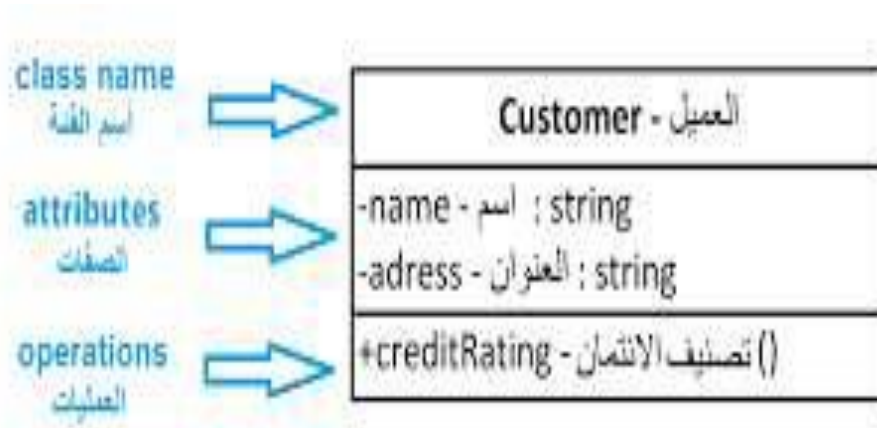 class name
اسم الفئة
Customer - العميل
attributes
الصفات
-name - اسم : string
-adress - العنوان : string
operations
العمليات
+creditRating - تصنيف الائتمان ()